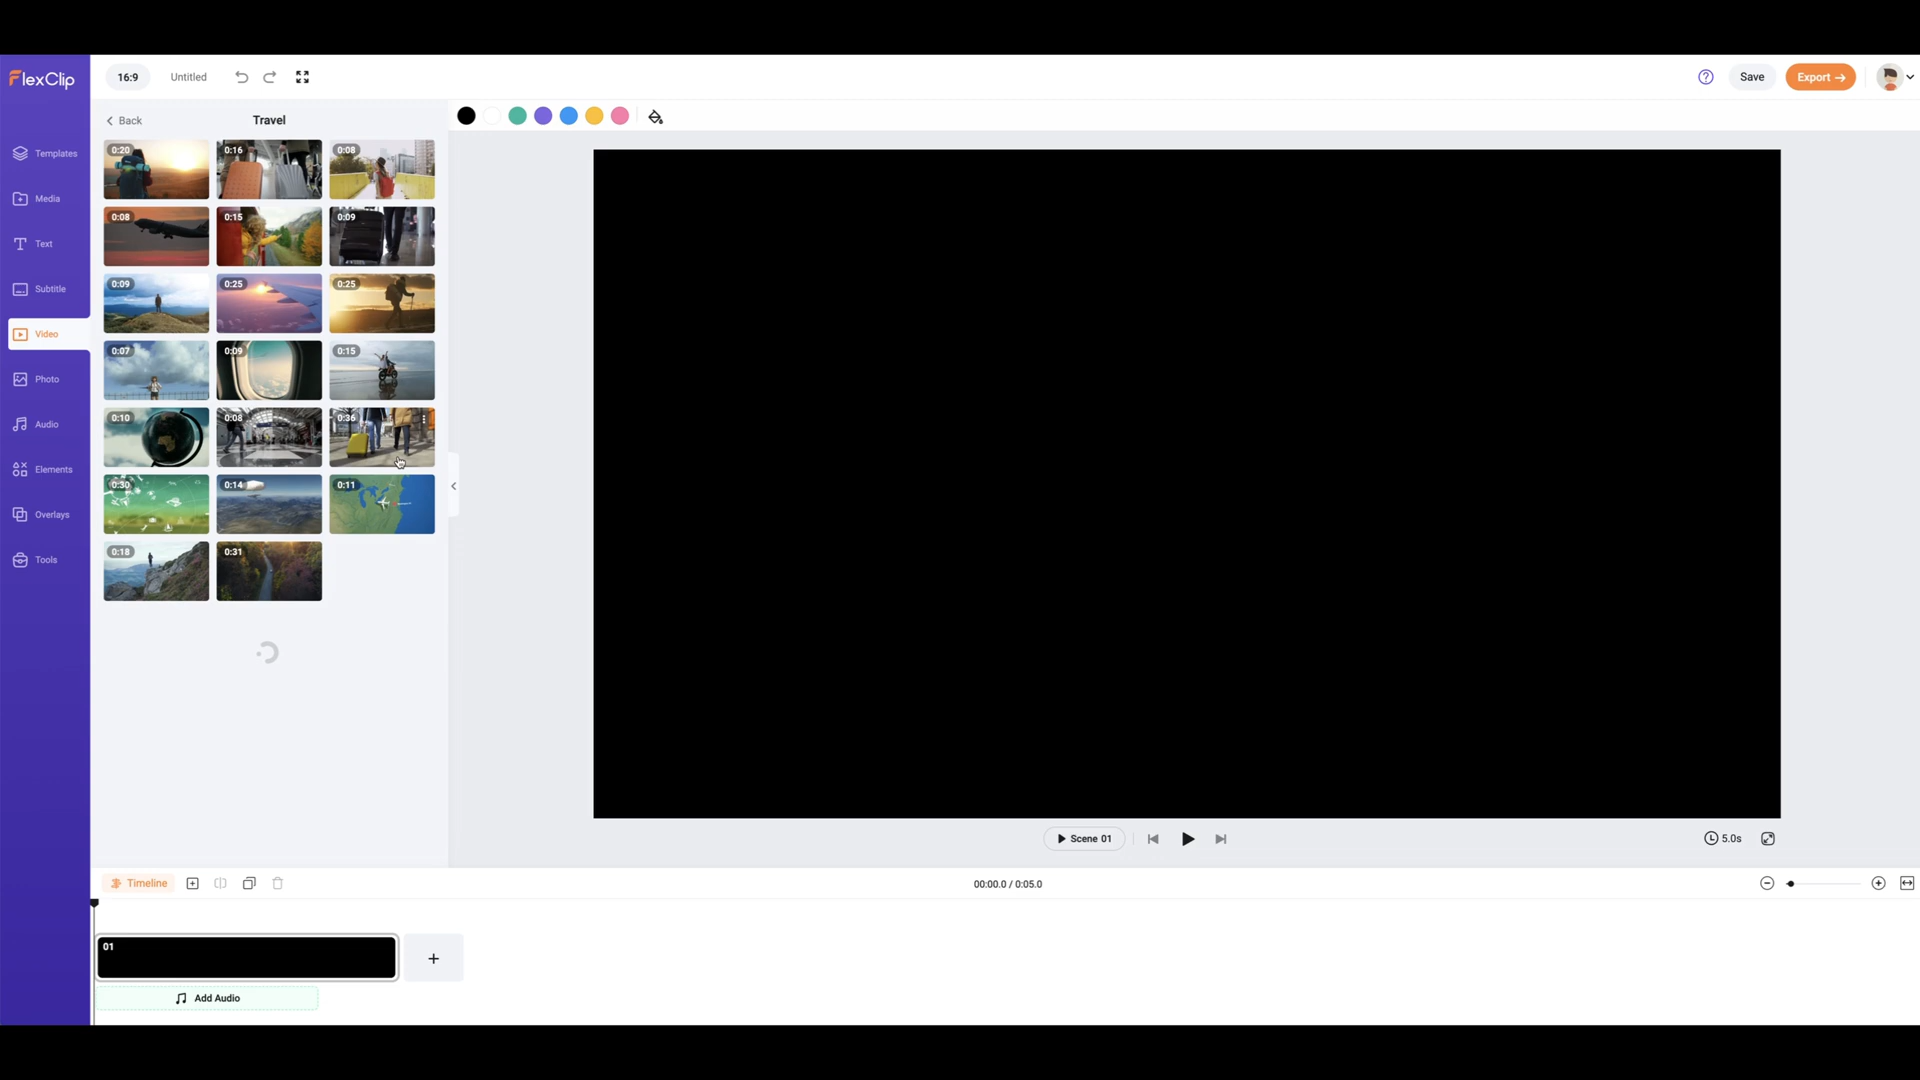 FlexClip
16:9
Untitled
Save
Export
Templates
Media
Text
Subtitle
Video
Photo
Audio
Elements
Overlays
Tools
Back
Travel
0:20
0:16
0:08
0:08
0:15
0:09
0:09
0:25
0:25
0:07
0:09
0:15
0:10
0:08
0:36
0:30
0:14
0:11
0:18
0:31
Scene 01
5.0s
Timeline
00:00.0 / 0:05.0
01
+
Add Audio